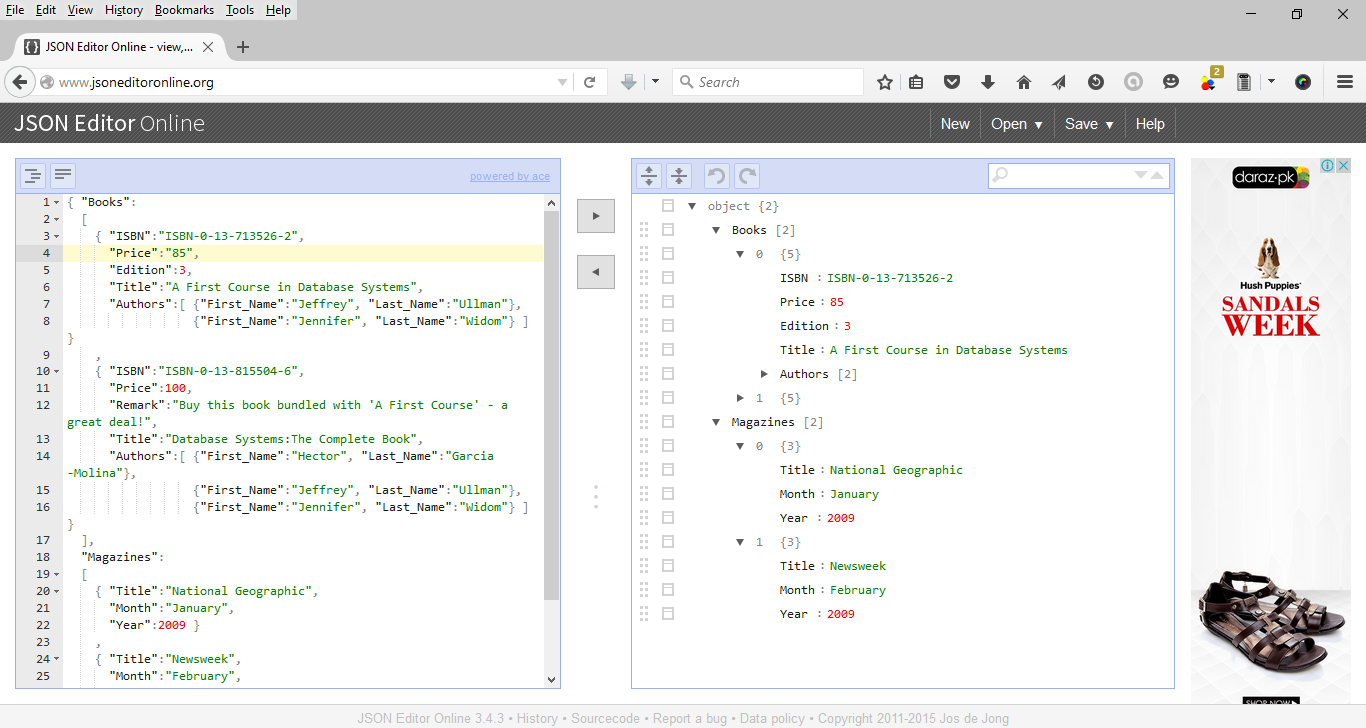 File Edit View History Bookmarks Tools Help
JSON Editor Online - view,...
www.jsoneditoronline.org
Search
2
JSON Editor Online
New Open Save Help
powered by ace
1 { "Books":
2 [
3 { "ISBN":"ISBN-0-13-713526-2",
4 "Price":"85",
5 "Edition":3,
6 "Title":"A First Course in Database Systems",
7 "Authors":[ {"First_Name":"Jeffrey", "Last_Name":"Ullman"},
8 {"First_Name":"Jennifer", "Last_Name":"Widom"} ]
}
9 ,
10 { "ISBN":"ISBN-0-13-815504-6",
11 "Price":100,
12 "Remark":"Buy this book bundled with 'A First Course' - a
great deal!",
13 "Title":"Database Systems:The Complete Book",
14 "Authors":[ {"First_Name":"Hector", "Last_Name":"Garcia
-Molina"},
15 {"First_Name":"Jeffrey", "Last_Name":"Ullman"},
16 {"First_Name":"Jennifer", "Last_Name":"Widom"} ]
}
17 ],
18 "Magazines":
19 [
20 { "Title":"National Geographic",
21 "Month":"January",
22 "Year":2009 }
23 ,
24 { "Title":"Newsweek",
25 "Month":"February",
object {2}
Books [2]
0 {5}
ISBN : ISBN-0-13-713526-2
Price : 85
Edition : 3
Title : A First Course in Database Systems
Authors [2]
1 {5}
Magazines [2]
0 {3}
Title : National Geographic
Month : January
Year : 2009
1 {3}
Title : Newsweek
Month : February
Year : 2009
daraz.pk
Hush Puppies
SANDALS
WEEK
SHOP NOW
JSON Editor Online 3.4.3 • History • Sourcecode • Report a bug • Data policy • Copyright 2011-2015 Jos de Jong